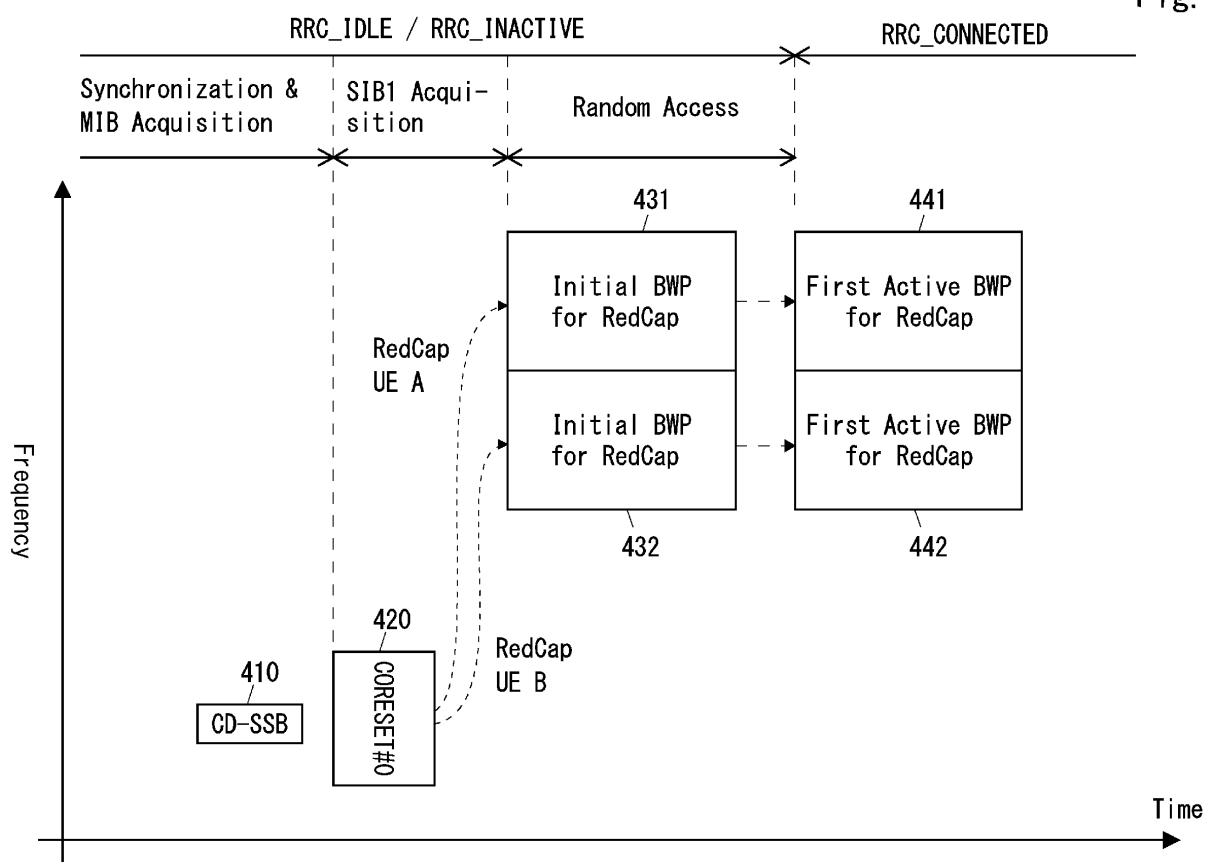 Fig.
RRC_IDLE / RRC_INACTIVE
RRC_CONNECTED
Synchronization &
MIB Acquisition
SIB1 Acqui-
sition
Random Access
431
441
Initial BWP
for RedCap
First Active BWP
for RedCap
RedCap
UE A
Initial BWP
for RedCap
First Active BWP
for RedCap
Frequency
432
442
420
RedCap
UE B
410
CD-SSB
CORESET#0
Time